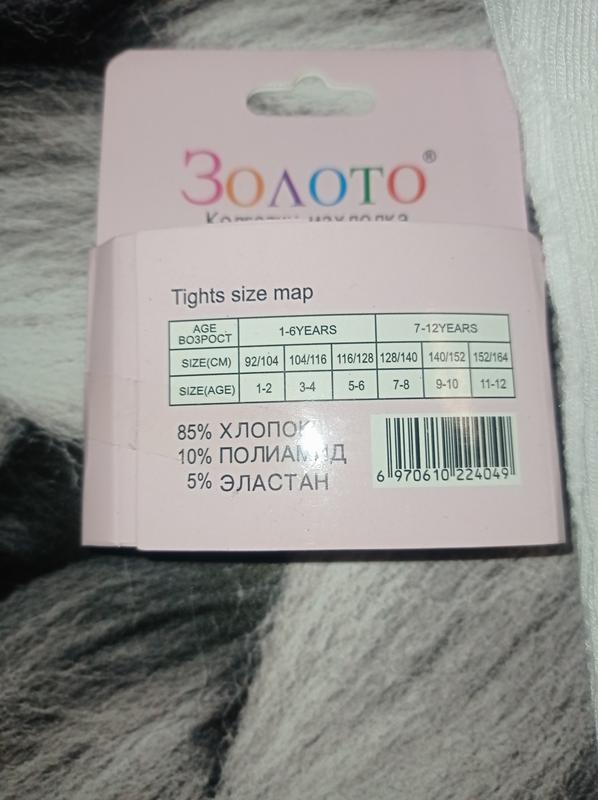 ЗОЛОТО®
Tights size map
AGE 1-6YEARS 7-12YEARS
ВОЗРОСТ
SIZE(CM) 92/104 104/116 116/128 128/140 140/152 152/164
SIZE(AGE) 1-2 3-4 5-6 7-8 9-10 11-12
85% ХЛОПОК
10% ПОЛИАМИД
5% ЭЛАСТАН
6 970610 224049